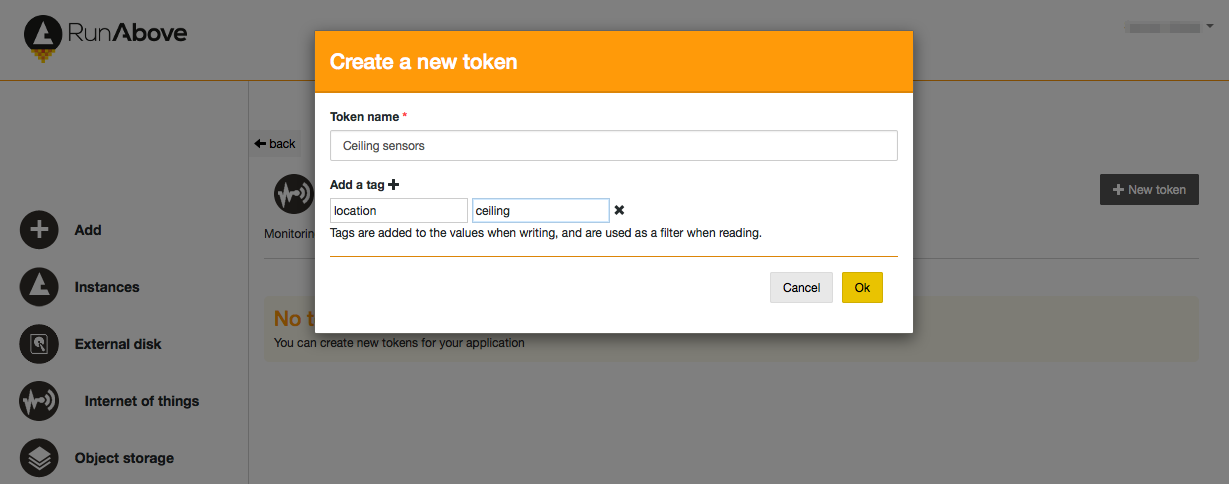 RunAbove
Create a new token
Token name *
Ceiling sensors
Add a tag
location ceiling
Tags are added to the values when writing, and are used as a filter when reading.
Cancel Ok
back
New token
Monitorin
No t
You can create new tokens for your application
Add
Instances
External disk
Internet of things
Object storage